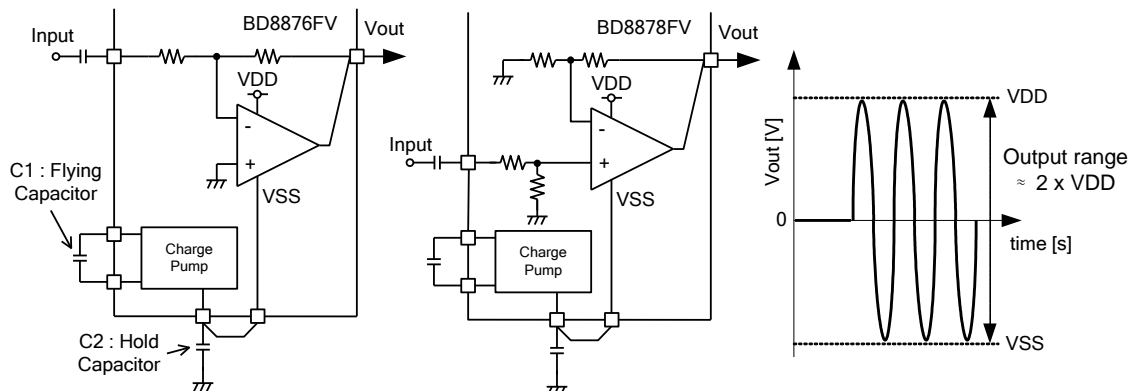 BD8876FV
Input
Vout
VDD
-
+
VSS
C1 : Flying
Capacitor
Charge
Pump
C2 : Hold
Capacitor
BD8878FV
Vout
VDD
-
+
Input
VSS
Charge
Pump
Vout [V]
VDD
Output range
≈ 2 x VDD
0
time [s]
VSS